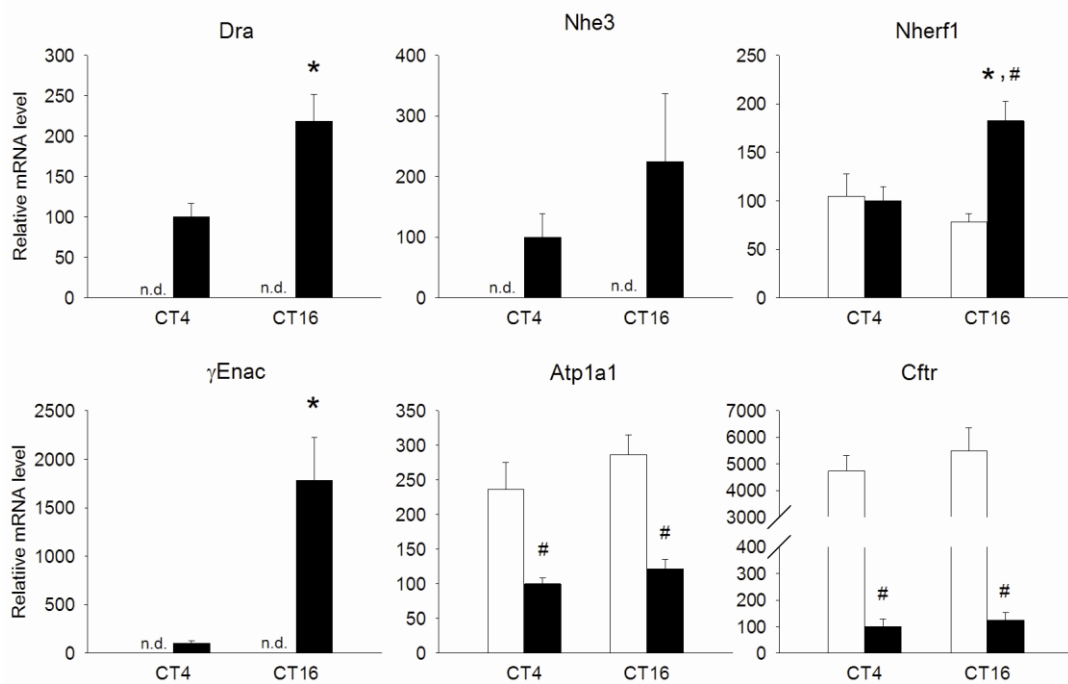 Dra
Relative mRNA level
300
250
200
150
100
50
0
*
n.d.
n.d.
CT4
CT16
Nhe3
400
300
200
100
0
n.d.
n.d.
CT4
CT16
Nherf1
250
200
150
100
50
0
* , #
CT4
CT16
γEnac
Relatiive mRNA level
2500
2000
1500
1000
500
0
*
n.d.
n.d.
CT4
CT16
Atp1a1
350
300
250
200
150
100
50
0
#
#
CT4
CT16
Cftr
7000
6000
5000
4000
3000
400
300
200
100
0
#
#
CT4
CT16